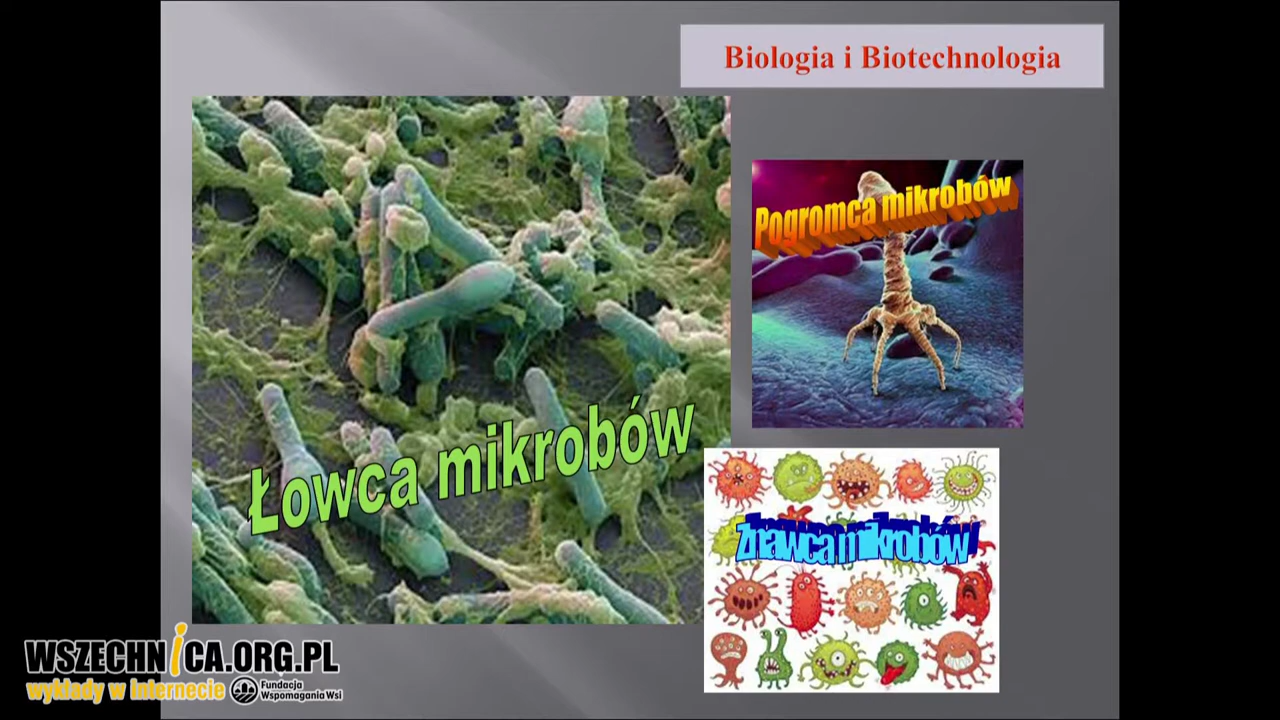 Biologia i Biotechnologia
Pogromca mikrobów
Łowca mikrobów
Znawca mikrobów
WSZECHNICA.ORG.PL
wykłady w internecie
Fundacja
Wspomagania Wsi